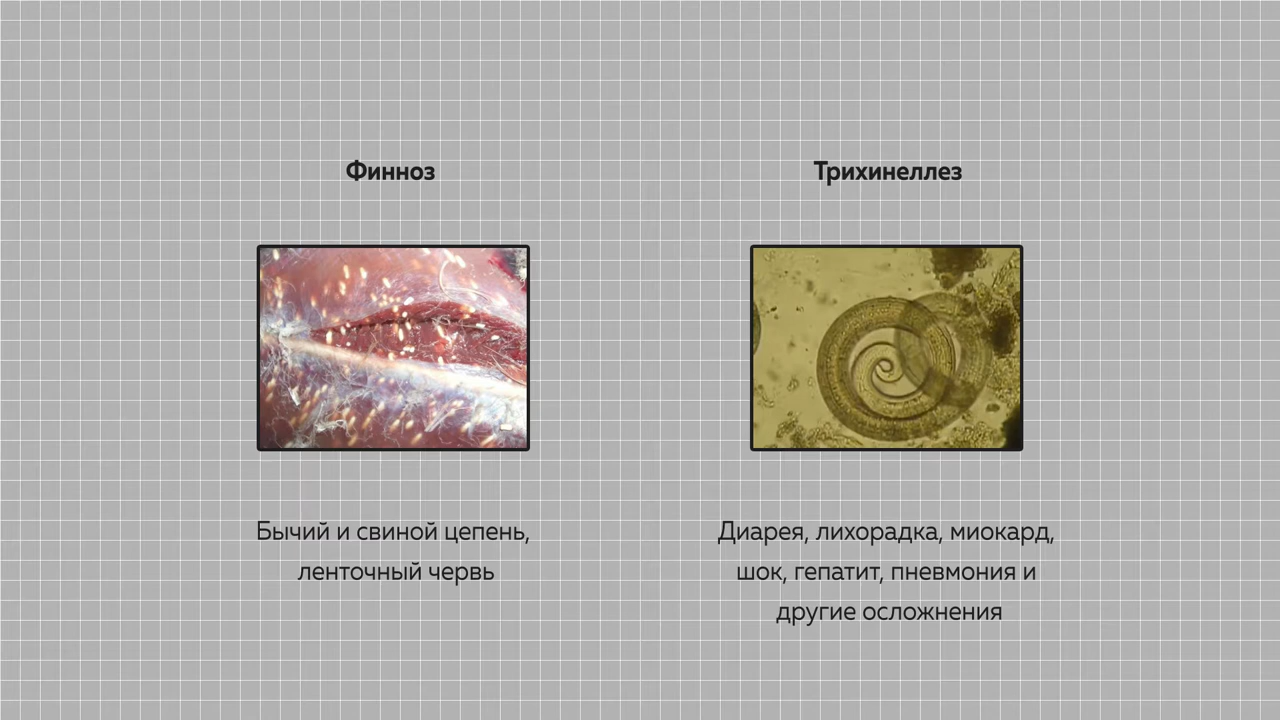 Финноз
Трихинеллез
Бычий и свиной цепень,
ленточный червь
Диарея, лихорадка, миокард,
шок, гепатит, пневмония и
другие осложнения